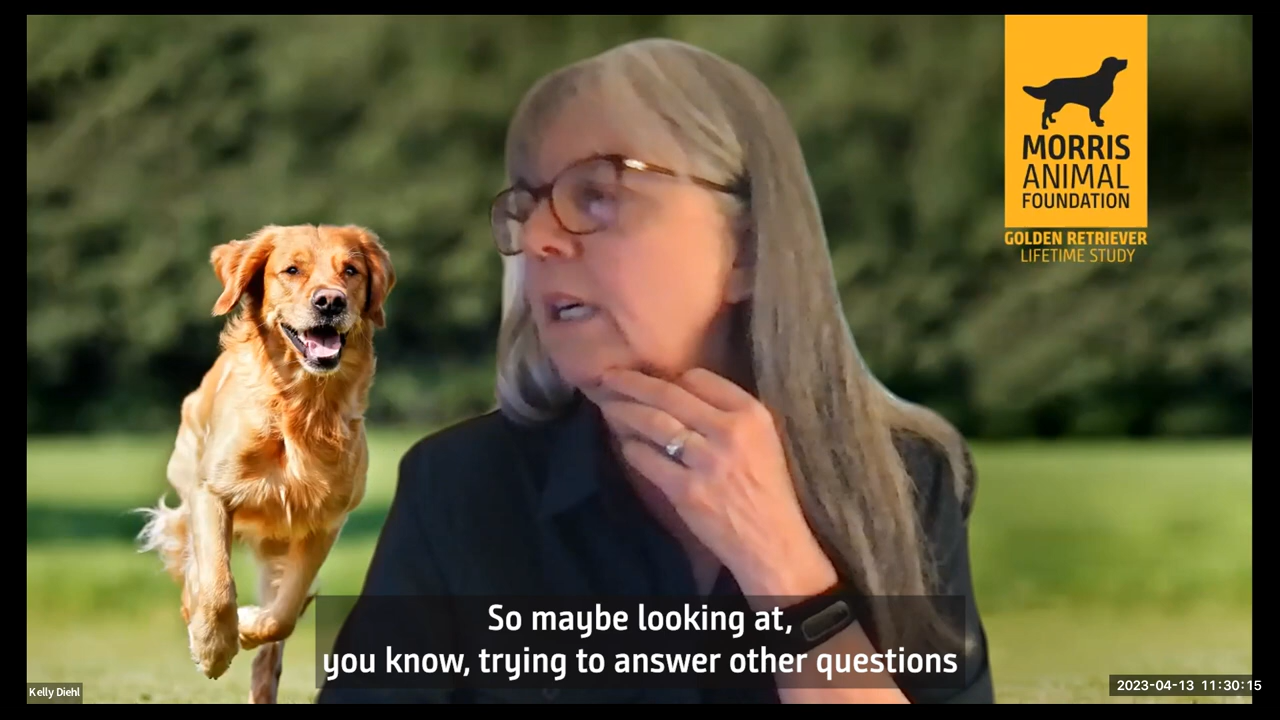 MORRIS
ANIMAL
FOUNDATION
GOLDEN RETRIEVER
LIFETIME STUDY
So maybe looking at,
you know, trying to answer other questions
Kelly Diehl
2023-04-13 11:30:15